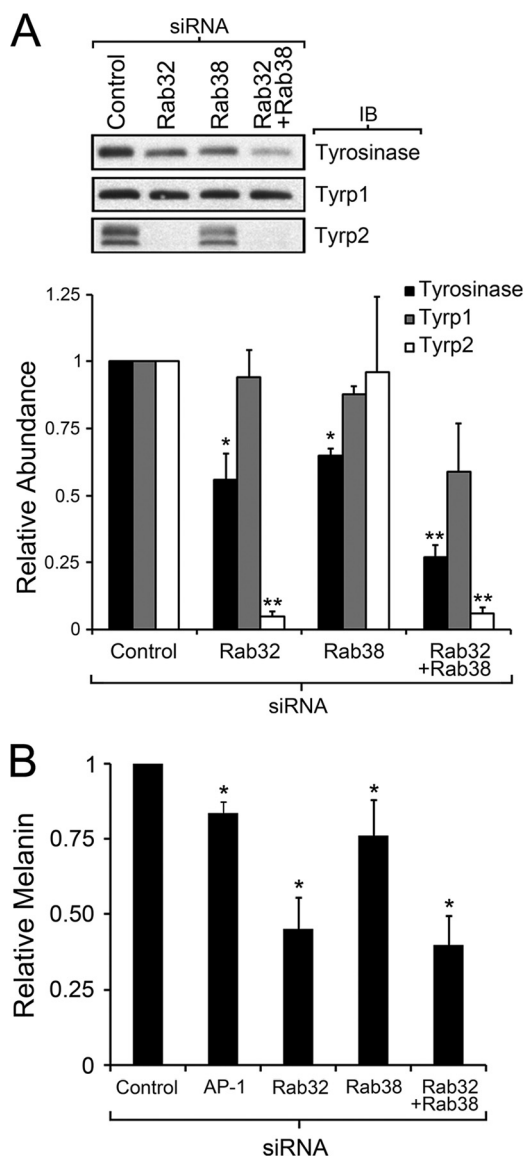 A
siRNA
Control
Rab32
Rab38
Rab32
+Rab38
IB
Tyrosinase
Tyrp1
Tyrp2
Tyrosinase
Tyrp1
Tyrp2
Relative Abundance
1.25
1
0.75
0.5
0.25
0
*
**
*
**
**
Control
Rab32
Rab38
Rab32
+Rab38
siRNA
B
Relative Melanin
1
0.75
0.50
0.25
0
*
*
*
*
Control
AP-1
Rab32
Rab38
Rab32
+Rab38
siRNA